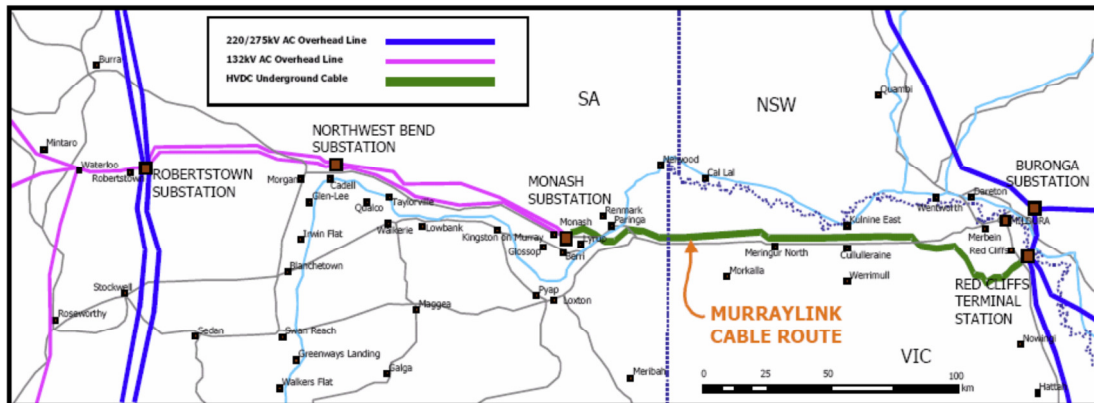 220/275kV AC Overhead Line
132kV AC Overhead Line
HVDC Underground Cable
SA
NSW
VIC
Burra
Mintaro
Waterloo
Robertstown
ROBERTSTOWN
SUBSTATION
NORTHWEST BEND
SUBSTATION
Morgan
Cadell
Glen-Lee
Qualco
Taylorville
Irwin Flat
Walkerie
Lowbank
Kingston on Murray
Glossop
MONASH
SUBSTATION
Monash
Berri
Renmark
Paringa
Cal Lal
Quambi
Kulnine East
Wentworth
Dareton
BURONGA
SUBSTATION
Merbein
Red Cliffs
Meringur North
Cullulleraine
Morkalla
Werrimull
RED CLIFFS
TERMINAL
STATION
Blanchetown
Stockwell
Roseworthy
Sedan
Swan Reach
Greenways Landing
Walkers Flat
Maggea
Galga
Pyap
Loxton
Meribah
MURRAYLINK
CABLE ROUTE
Nowingi
Hattah
0 10 20 50 100
km